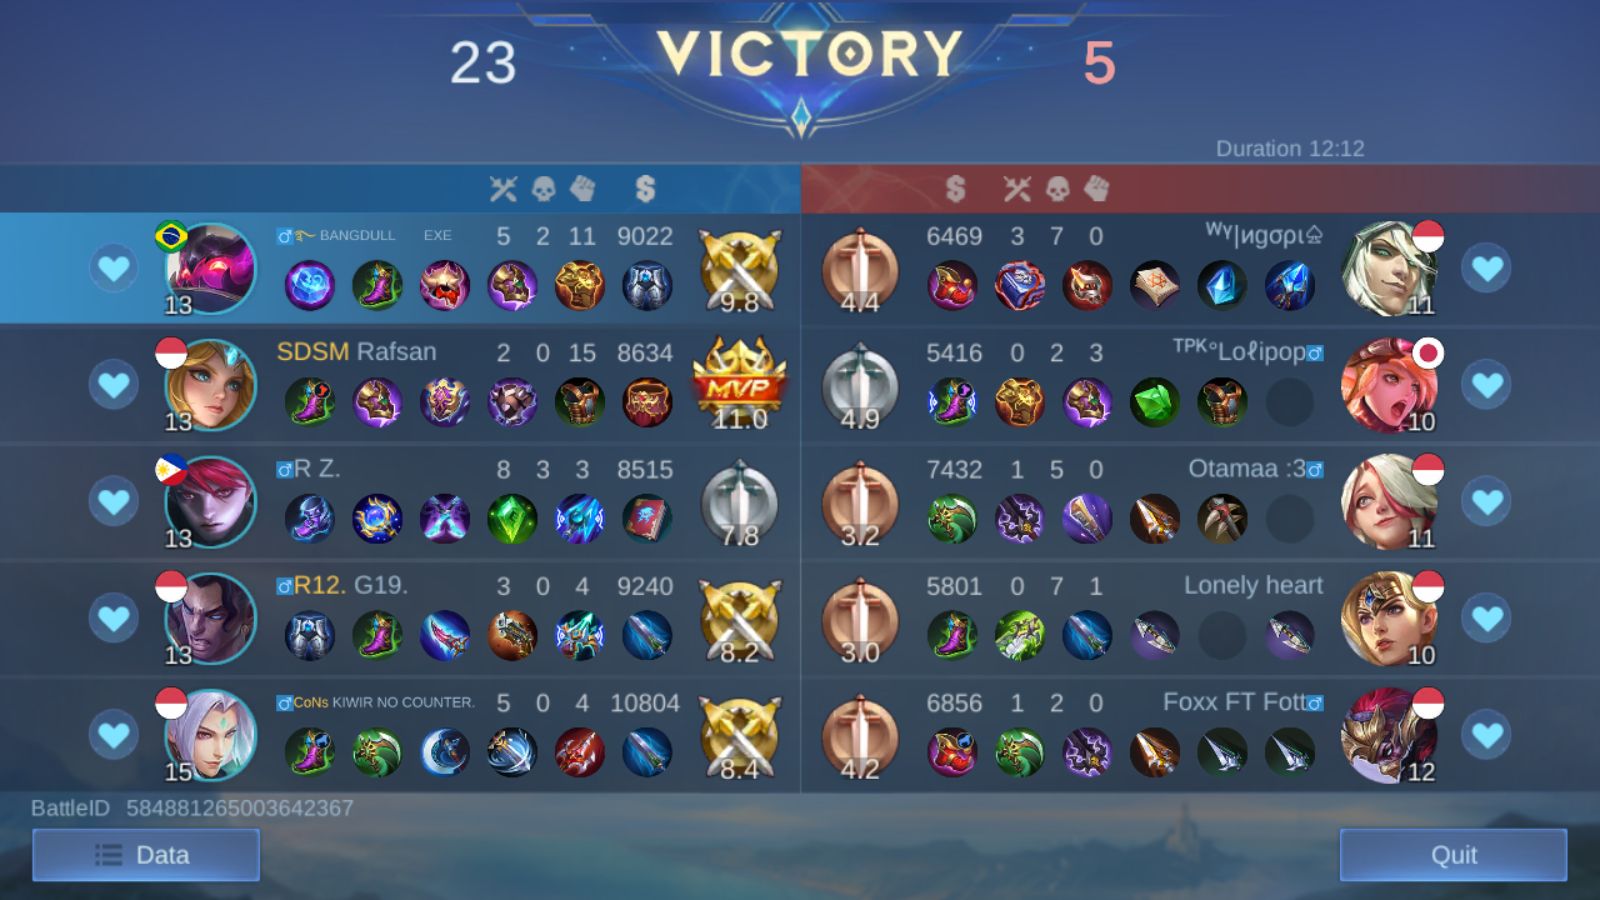 23 VICTORY 5
Duration 12:12
BANGDULL EXE 5 2 11 9022
13 9.8
6469 3 7 0 ᵂᵞ|ᴎgσρι♤
4.4 11
SDSM Rafsan 2 0 15 8634
MVP
13 11.0
5416 0 2 3 ᵀᴾᴷ°Loℓipop
4.9 10
R Z. 8 3 3 8515
13 7.8
7432 1 5 0 Otamaa :3
3.2 11
R12. G19. 3 0 4 9240
13 8.2
5801 0 7 1 Lonely heart
3.0 10
CoNs KIWIR NO COUNTER. 5 0 4 10804
15 8.4
6856 1 2 0 Foxx FT Fott
4.2 12
BattleID 584881265003642367
Data
Quit